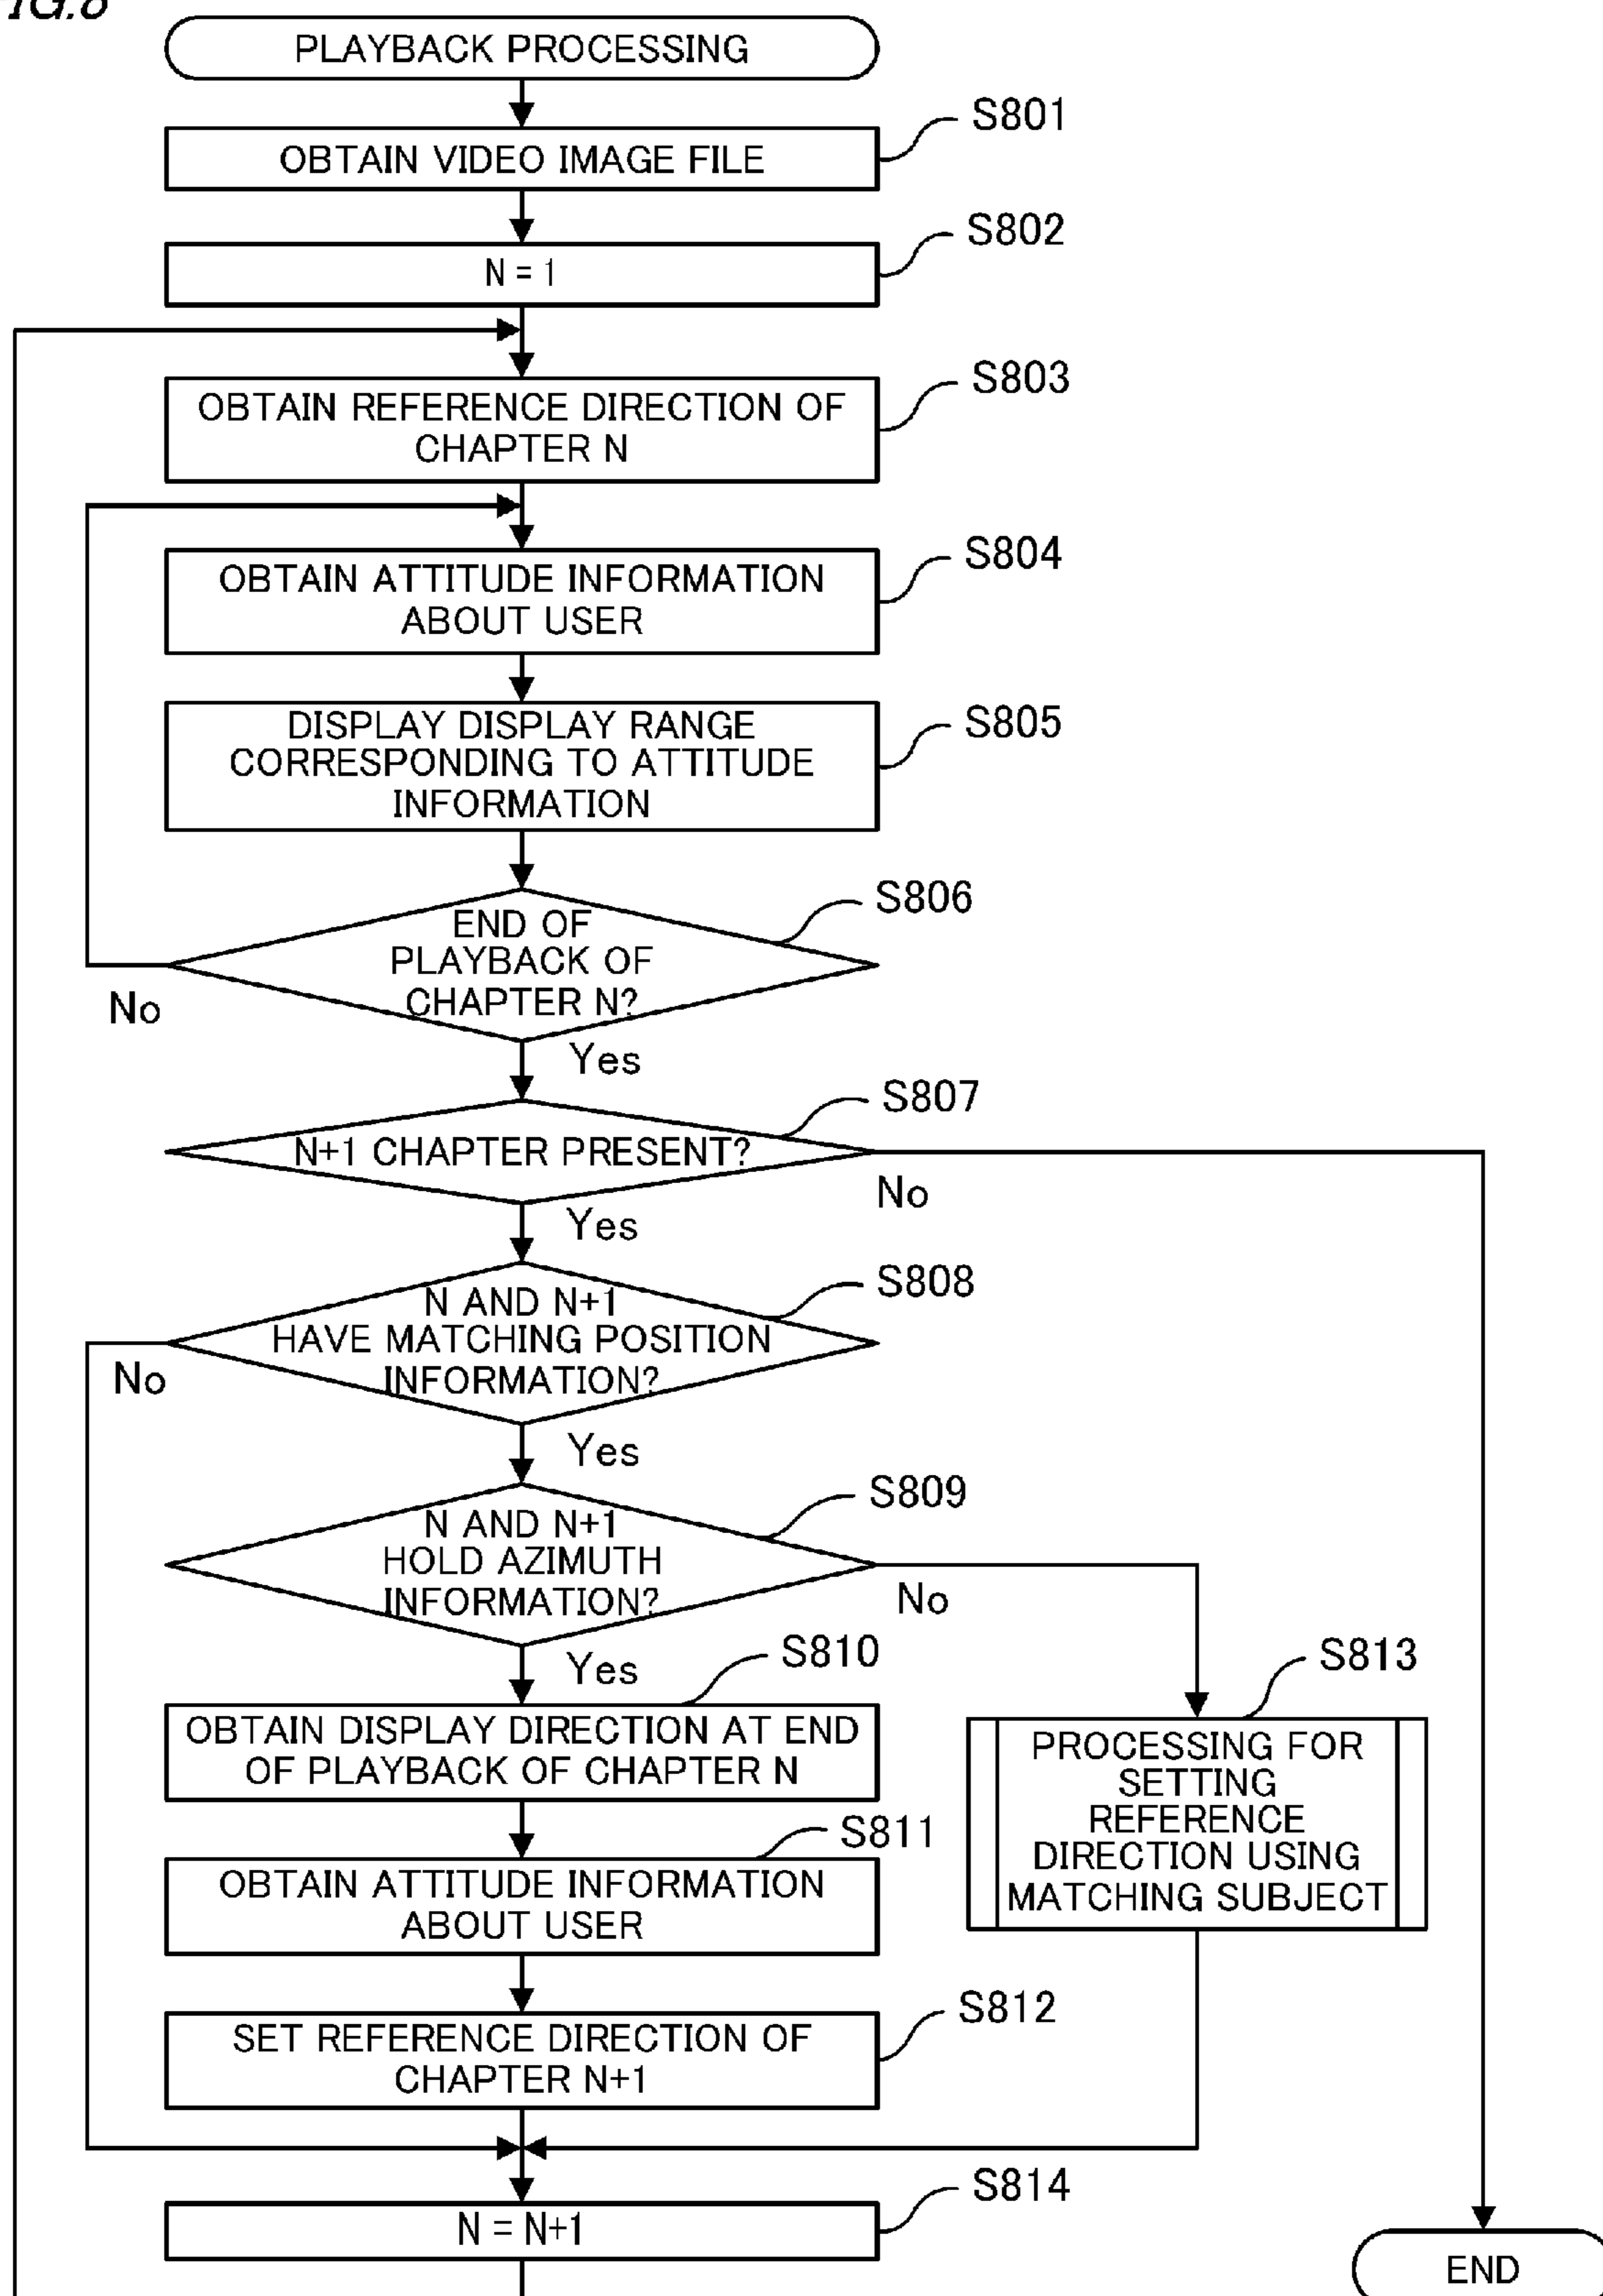 FIG.8
PLAYBACK PROCESSING
S801
OBTAIN VIDEO IMAGE FILE
S802
N = 1
S803
OBTAIN REFERENCE DIRECTION OF
CHAPTER N
S804
OBTAIN ATTITUDE INFORMATION
ABOUT USER
S805
DISPLAY DISPLAY RANGE
CORRESPONDING TO ATTITUDE
INFORMATION
S806
END OF
PLAYBACK OF
CHAPTER N?
No
Yes
S807
N+1 CHAPTER PRESENT?
No
Yes
S808
N AND N+1
HAVE MATCHING POSITION
INFORMATION?
No
Yes
S809
N AND N+1
HOLD AZIMUTH
INFORMATION?
No
Yes
S810
OBTAIN DISPLAY DIRECTION AT END
OF PLAYBACK OF CHAPTER N
S813
PROCESSING FOR
SETTING
REFERENCE
DIRECTION USING
MATCHING SUBJECT
S811
OBTAIN ATTITUDE INFORMATION
ABOUT USER
S812
SET REFERENCE DIRECTION OF
CHAPTER N+1
S814
N = N+1
END